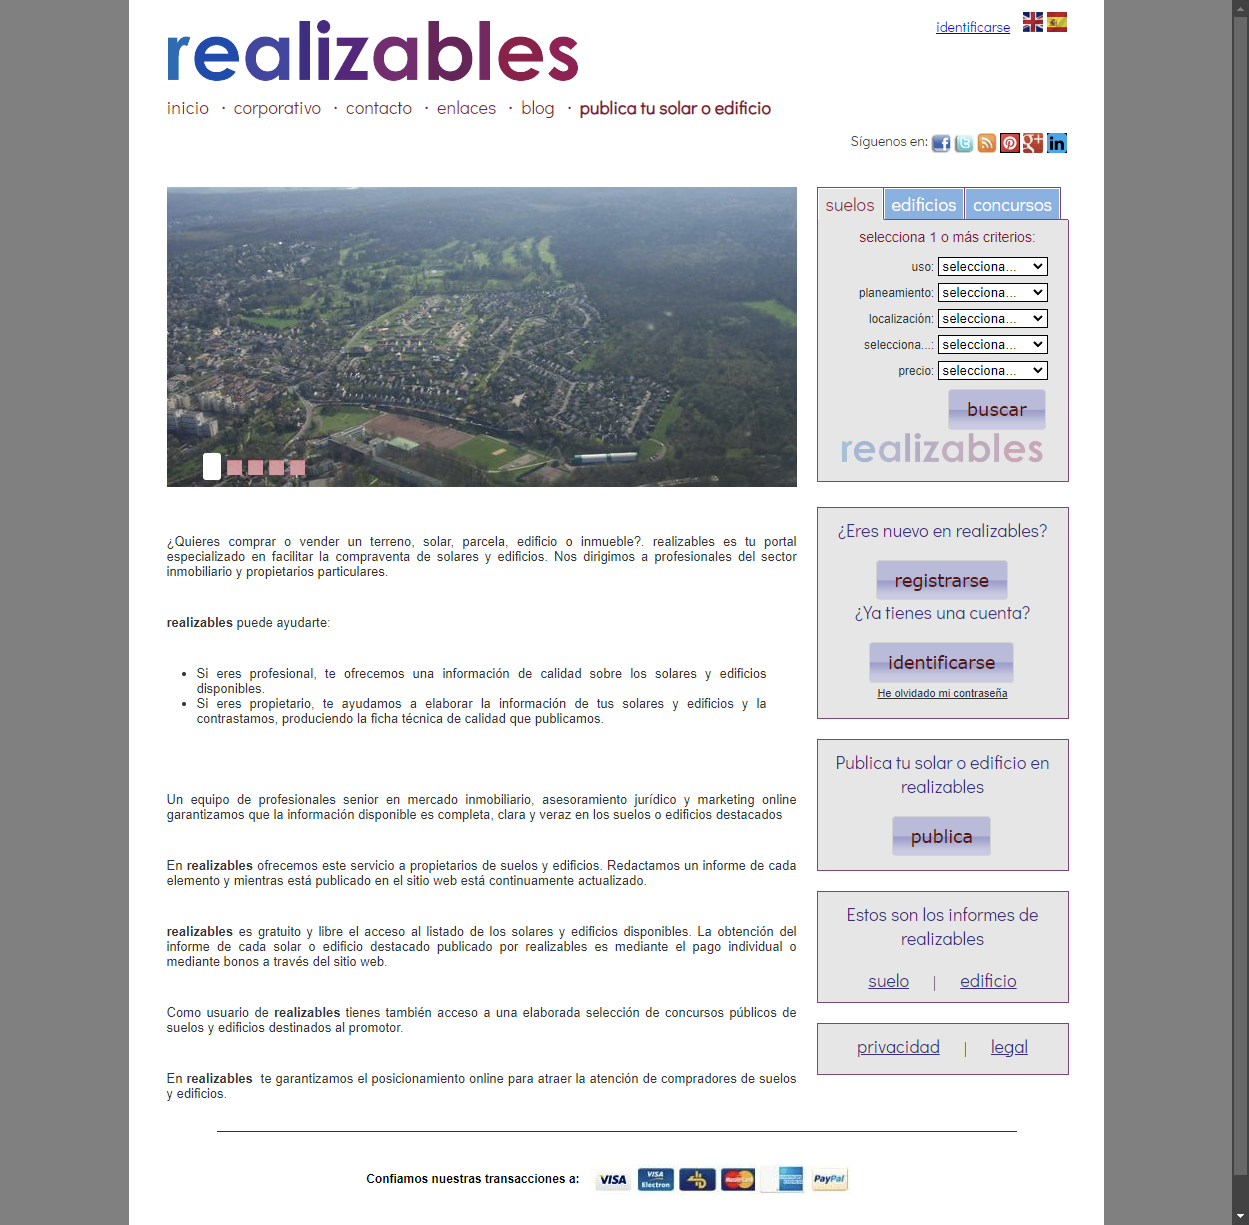 realizables
identificarse
inicio · corporativo · contacto · enlaces · blog · publica tu solar o edificio
Síguenos en:
suelos edificios concursos
selecciona 1 o más criterios:
uso: selecciona...
planeamiento: selecciona...
localización: selecciona...
selecciona...: selecciona...
precio: selecciona...
buscar
realizables
¿Quieres comprar o vender un terreno, solar, parcela, edificio o inmueble?. realizables es tu portal
especializado en facilitar la compraventa de solares y edificios. Nos dirigimos a profesionales del sector
inmobiliario y propietarios particulares.
realizables puede ayudarte:
• Si eres profesional, te ofrecemos una información de calidad sobre los solares y edificios
disponibles.
• Si eres propietario, te ayudamos a elaborar la información de tus solares y edificios y la
contrastamos, produciendo la ficha técnica de calidad que publicamos.
Un equipo de profesionales senior en mercado inmobiliario, asesoramiento jurídico y marketing online
garantizamos que la información disponible es completa, clara y veraz en los suelos o edificios destacados
En realizables ofrecemos este servicio a propietarios de suelos y edificios. Redactamos un informe de cada
elemento y mientras está publicado en el sitio web está continuamente actualizado.
realizables es gratuito y libre el acceso al listado de los solares y edificios disponibles. La obtención del
informe de cada solar o edificio destacado publicado por realizables es mediante el pago individual o
mediante bonos a través del sitio web.
Como usuario de realizables tienes también acceso a una elaborada selección de concursos públicos de
suelos y edificios destinados al promotor.
En realizables te garantizamos el posicionamiento online para atraer la atención de compradores de suelos
y edificios.
¿Eres nuevo en realizables?
registrarse
¿Ya tienes una cuenta?
identificarse
He olvidado mi contraseña
Publica tu solar o edificio en
realizables
publica
Estos son los informes de
realizables
suelo | edificio
privacidad | legal
Confiamos nuestras transacciones a: VISA VISA Electron MasterCard PayPal